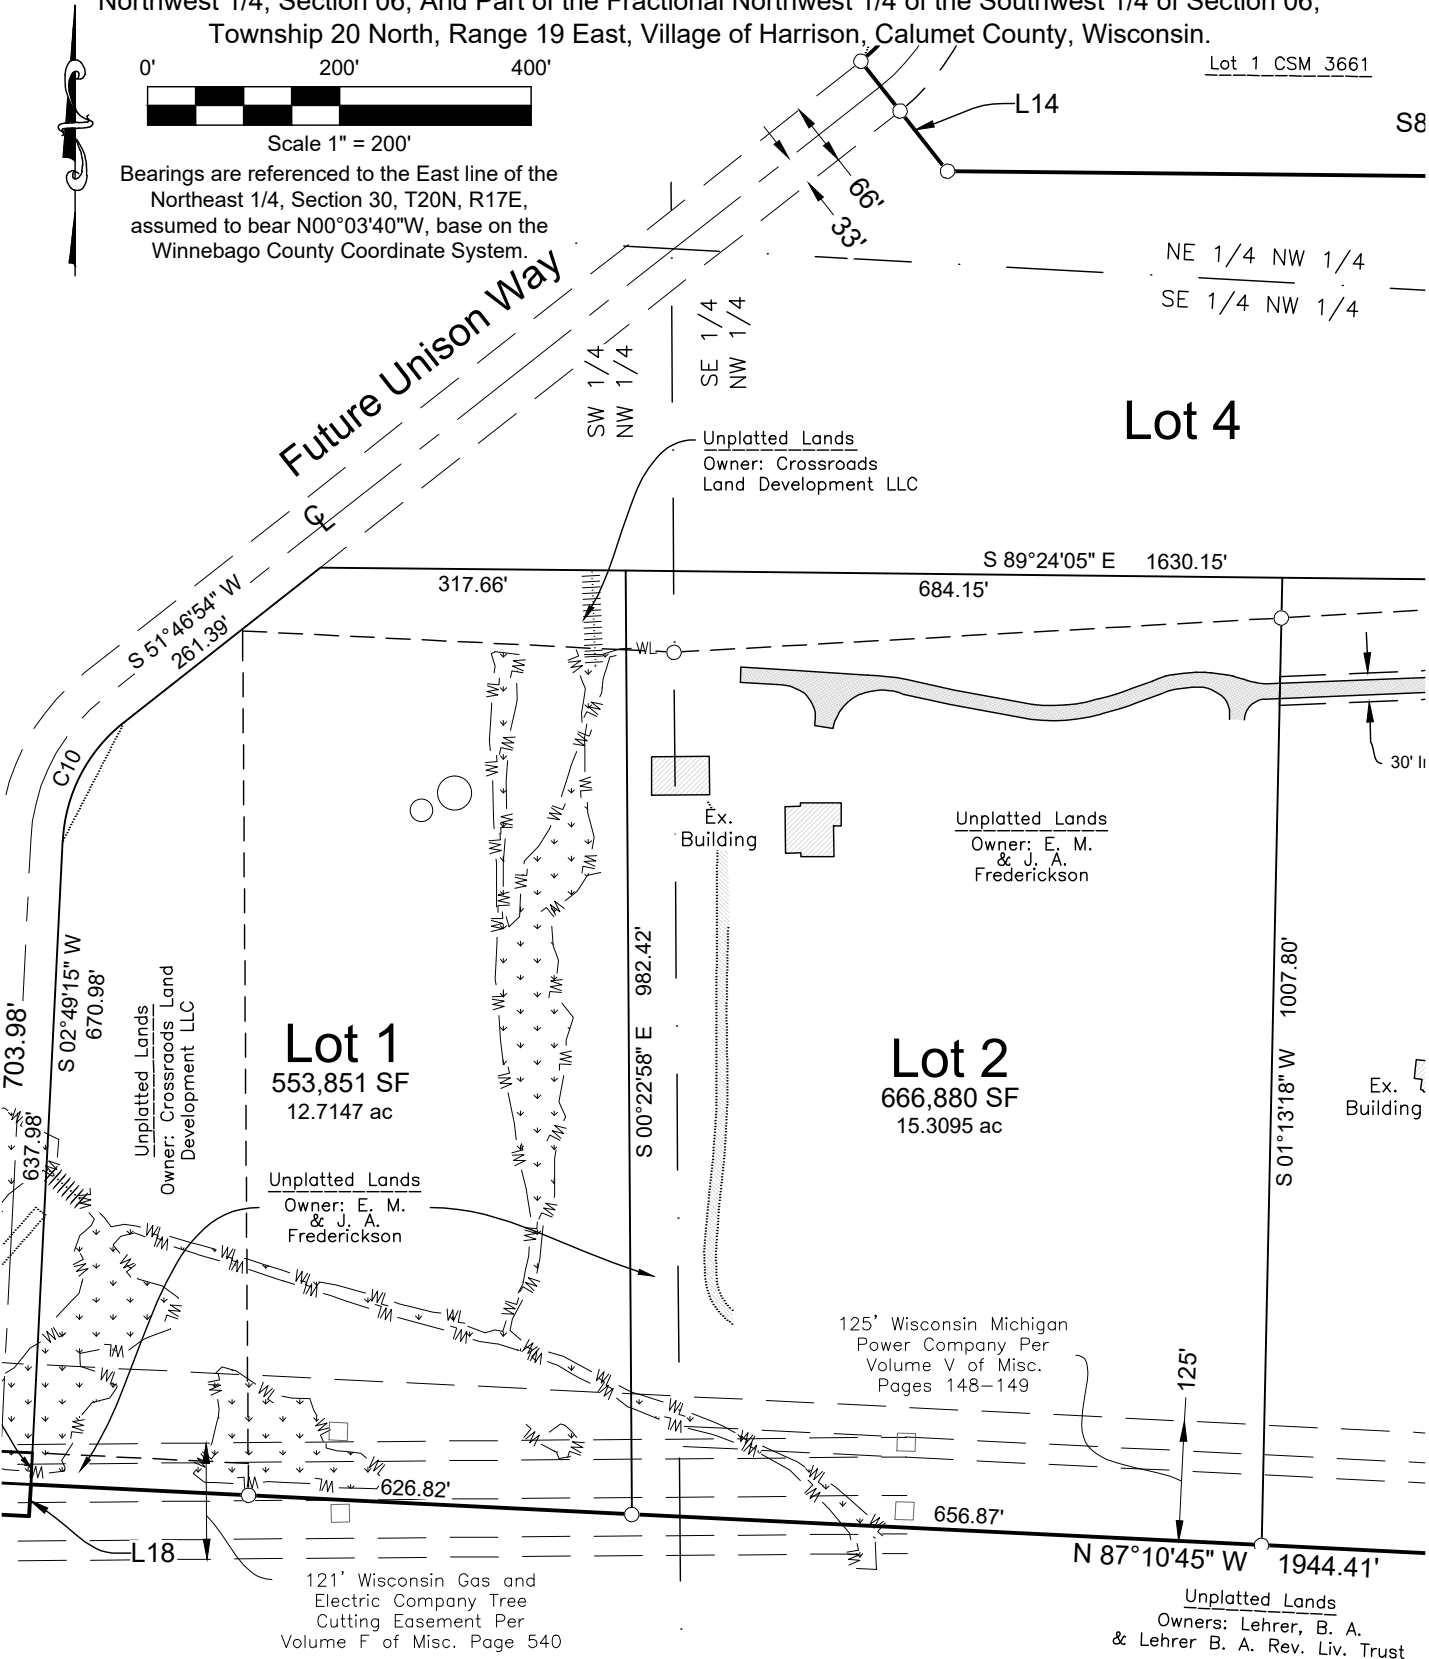 Northwest 1/4, Section 06, And Part of the Fractional Northwest 1/4 of the Southwest 1/4 of Section 06,
Township 20 North, Range 19 East, Village of Harrison, Calumet County, Wisconsin.
0' 200' 400'
Scale 1" = 200'
Bearings are referenced to the East line of the
Northeast 1/4, Section 30, T20N, R17E,
assumed to bear N00°03'40"W, base on the
Winnebago County Coordinate System.
Lot 1 CSM 3661
L14
S8
66'
33'
NE 1/4 NW 1/4
SE 1/4 NW 1/4
Future Unison Way
SW 1/4
NW 1/4
SE 1/4
NW 1/4
Lot 4
Unplatted Lands
Owner: Crossroads
Land Development LLC
CL
S 89°24'05" E 1630.15'
317.66'
684.15'
S 51°46'54" W
261.39'
WL
C10
30' I
Ex.
Building
Unplatted Lands
Owner: E. M.
& J. A.
Frederickson
703.98'
637.98'
S 02°49'15" W
670.98'
Unplatted Lands
Owner: Crossraods Land
Development LLC
Lot 1
553,851 SF
12.7147 ac
S 00°22'58" E 982.42'
Lot 2
666,880 SF
15.3095 ac
S 01°13'18" W 1007.80'
Ex.
Building
Unplatted Lands
Owner: E. M.
& J. A.
Frederickson
125' Wisconsin Michigan
Power Company Per
Volume V of Misc.
Pages 148-149
125'
626.82'
656.87'
L18
N 87°10'45" W 1944.41'
121' Wisconsin Gas and
Electric Company Tree
Cutting Easement Per
Volume F of Misc. Page 540
Unplatted Lands
Owners: Lehrer, B. A.
& Lehrer B. A. Rev. Liv. Trust